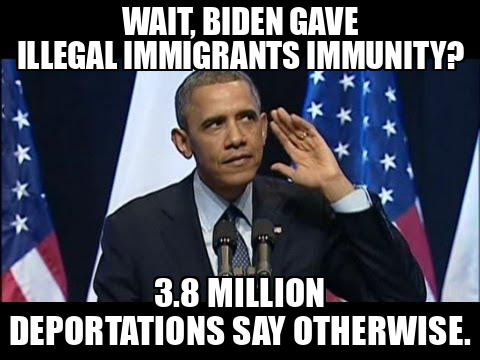 WAIT, BIDEN GAVE
ILLEGAL IMMIGRANTS IMMUNITY?
3.8 MILLION
DEPORTATIONS SAY OTHERWISE.